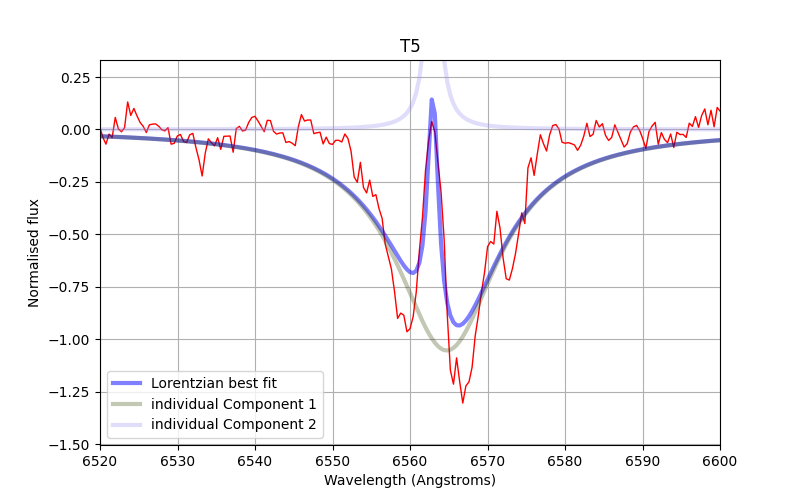 T5
0.25
0.00
−0.25
−0.50
−0.75
−1.00
−1.25
−1.50
Normalised flux
Lorentzian best fit
individual Component 1
individual Component 2
6520 6530 6540 6550 6560 6570 6580 6590 6600
Wavelength (Angstroms)